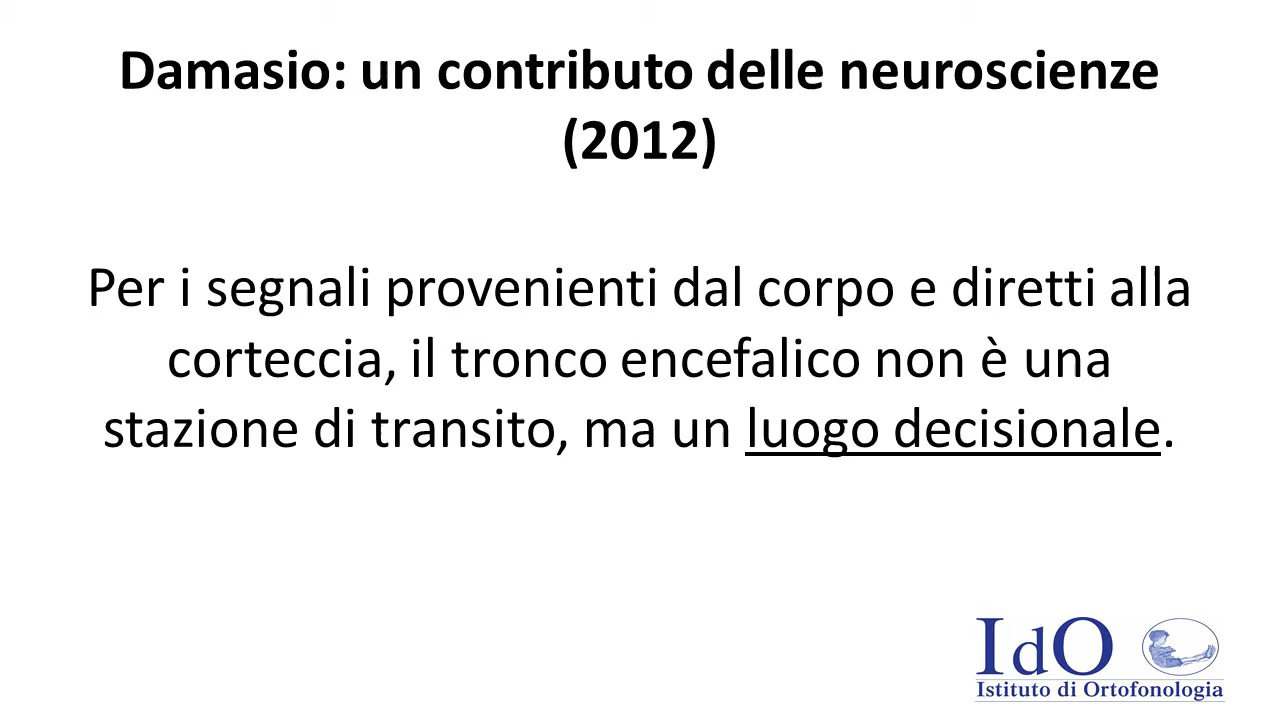 Damasio: un contributo delle neuroscienze
(2012)
Per i segnali provenienti dal corpo e diretti alla
corteccia, il tronco encefalico non è una
stazione di transito, ma un luogo decisionale.
IdO
Istituto di Ortofonologia